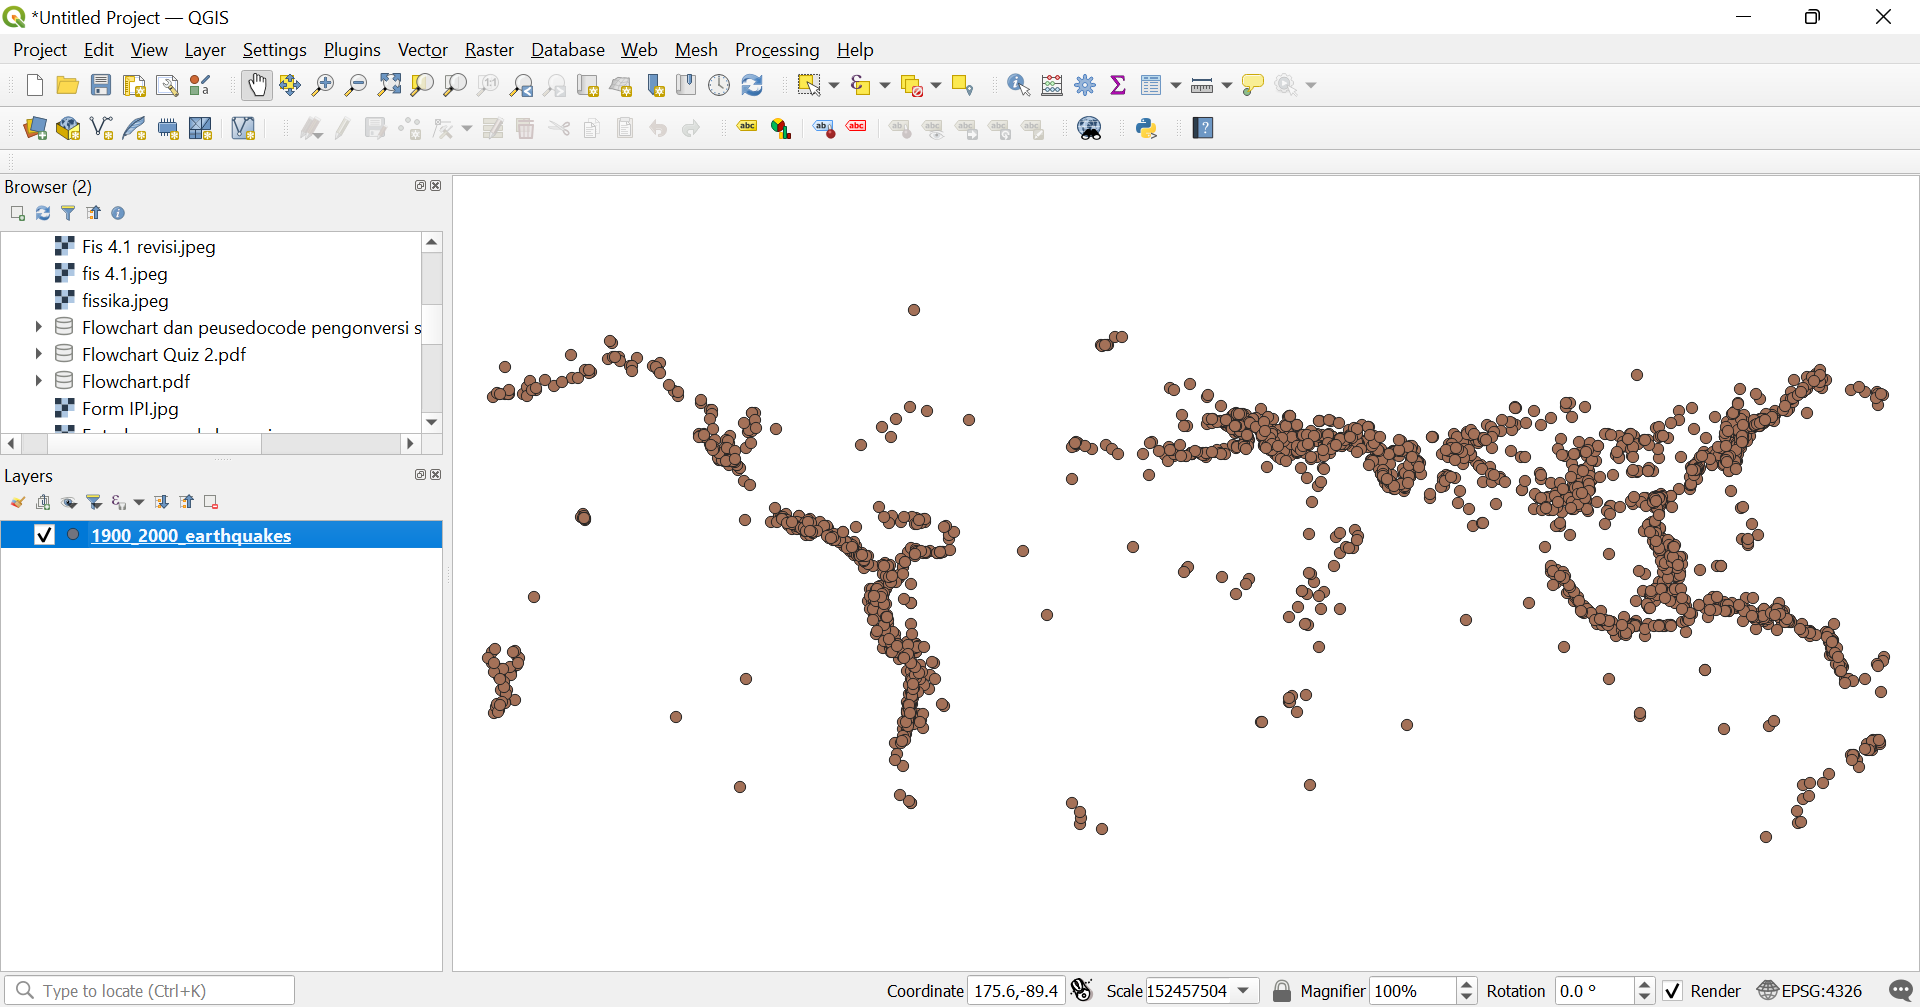 *Untitled Project — QGIS
Project Edit View Layer Settings Plugins Vector Raster Database Web Mesh Processing Help
Browser (2)
Fis 4.1 revisi.jpeg
fis 4.1.jpeg
fissika.jpeg
Flowchart dan peusedocode pengonversi s
Flowchart Quiz 2.pdf
Flowchart.pdf
Form IPI.jpg
Layers
1900_2000_earthquakes
Type to locate (Ctrl+K)
Coordinate 175.6,-89.4 Scale 152457504 Magnifier 100% Rotation 0.0 ° Render EPSG:4326